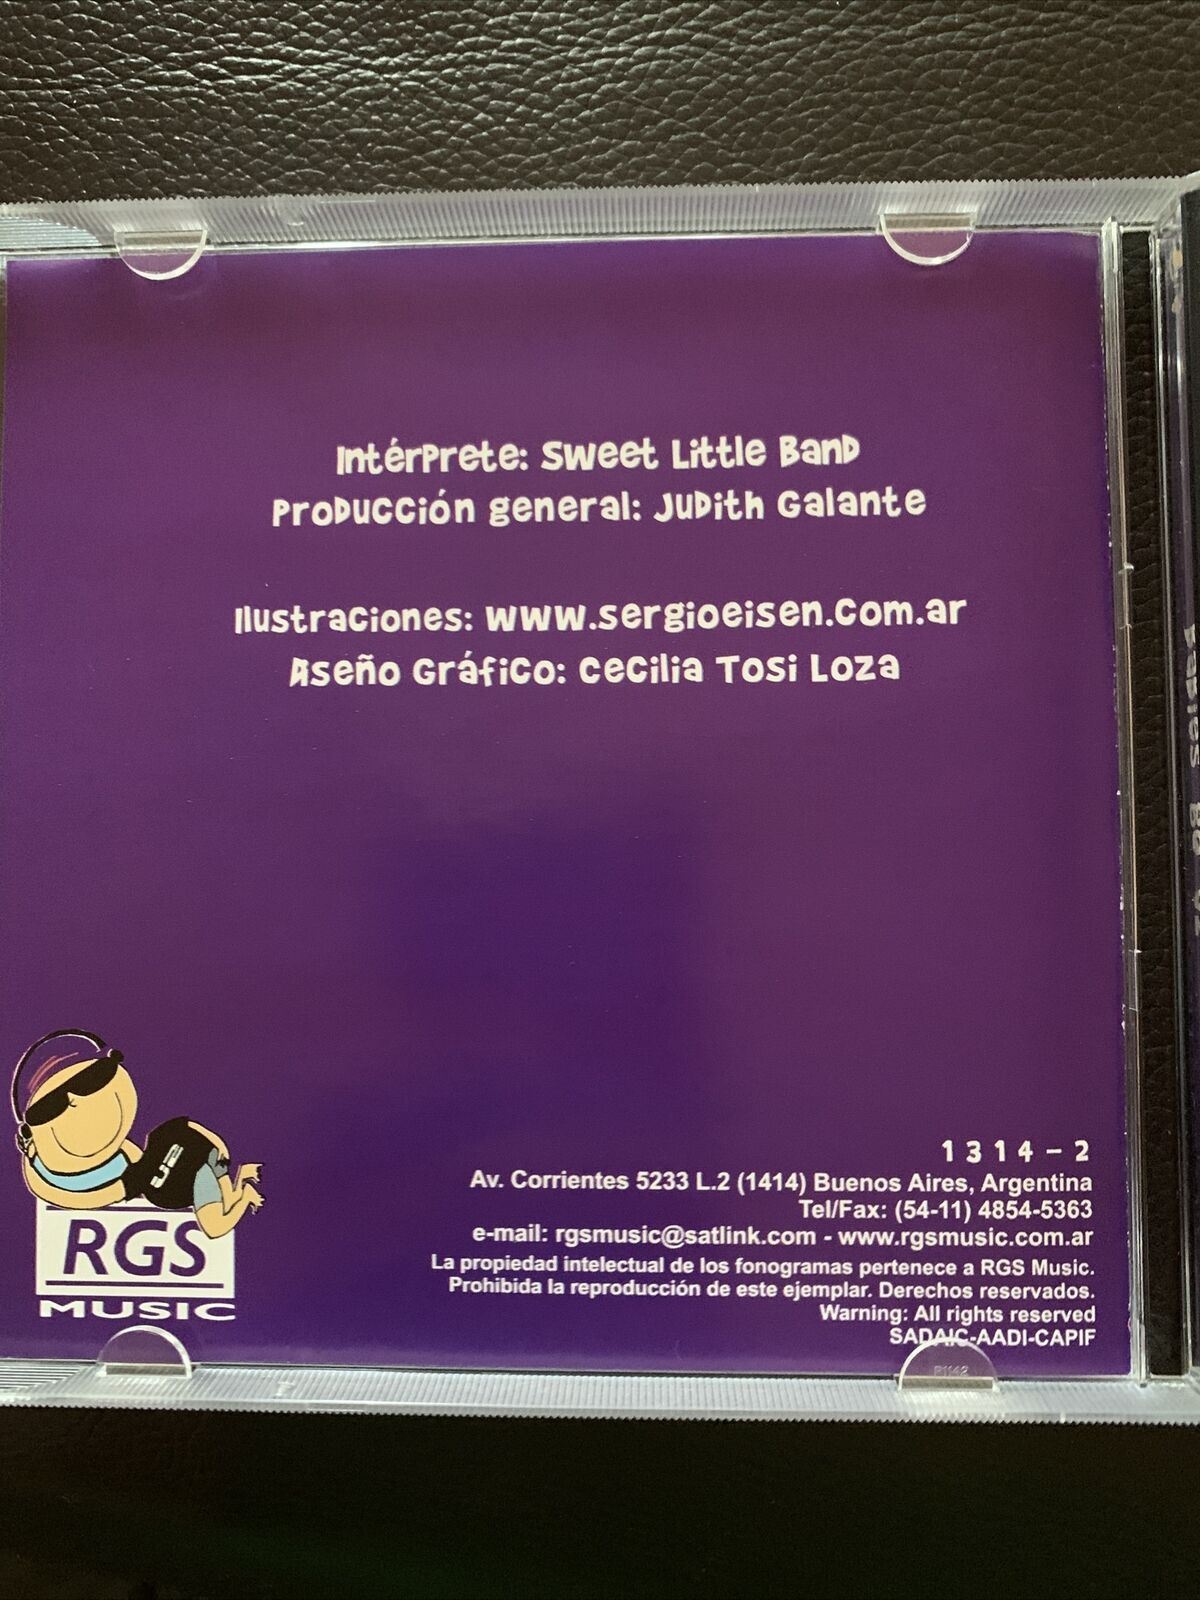 Intérprete: Sweet Little Band
Producción general: Judith Galante
Ilustraciones: www.sergioeisen.com.ar
Aseño Gráfico: Cecilia Tosi Loza
U2
RGS
MUSIC
1314-2
Av. Corrientes 5233 L.2 (1414) Buenos Aires, Argentina
Tel/Fax: (54-11) 4854-5363
e-mail: rgsmusic@satlink.com - www.rgsmusic.com.ar
La propiedad intelectual de los fonogramas pertenece a RGS Music.
Prohibida la reproducción de este ejemplar. Derechos reservados.
Warning: All rights reserved
SADAIC-AADI-CAPIF